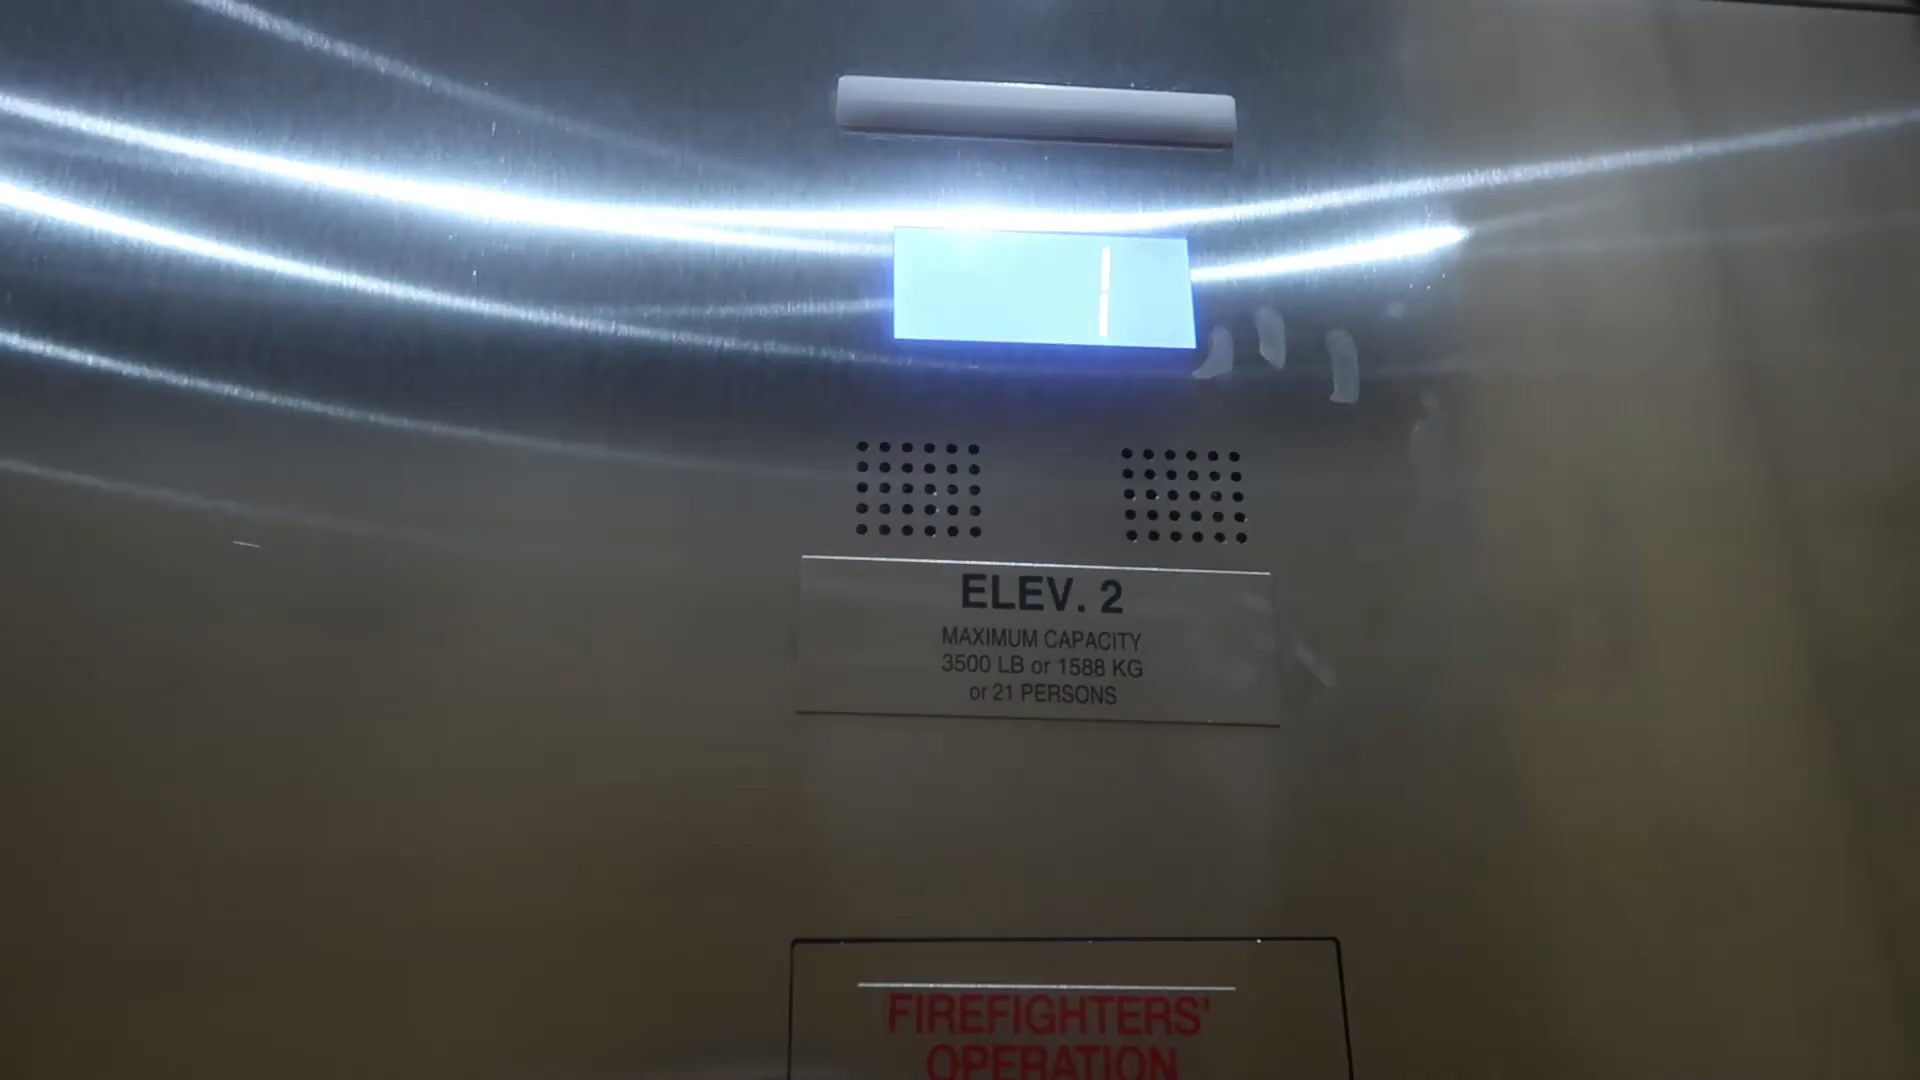 1
ELEV. 2
MAXIMUM CAPACITY
3500 LB or 1588 KG
or 21 PERSONS
FIREFIGHTERS'
OPERATION